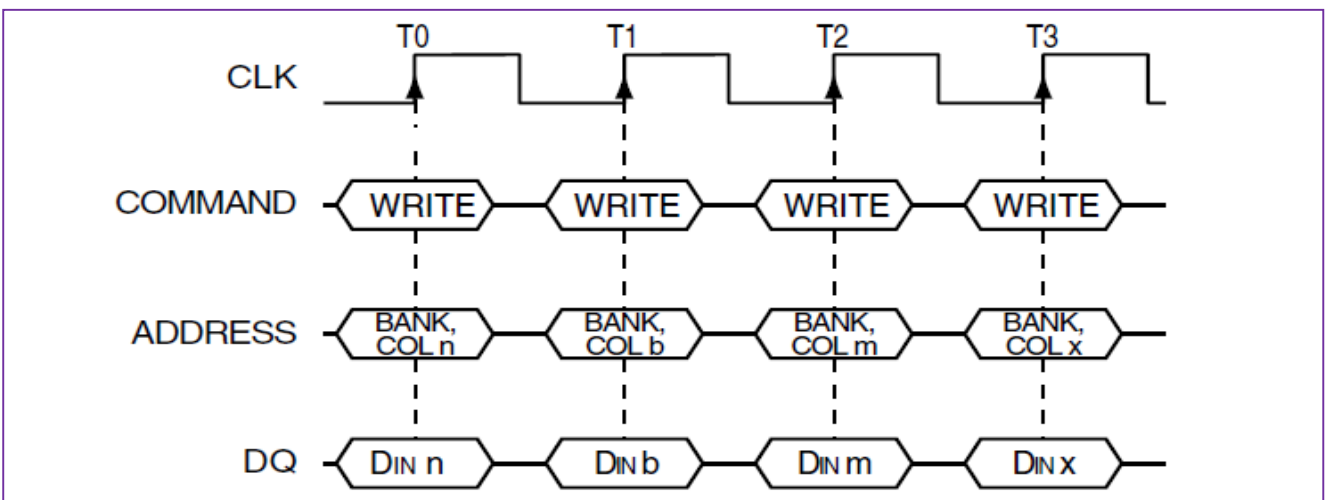 T0 T1 T2 T3
CLK
COMMAND WRITE WRITE WRITE WRITE
ADDRESS BANK, COL n BANK, COL b BANK, COL m BANK, COL x
DQ DIN n DIN b DIN m DIN x